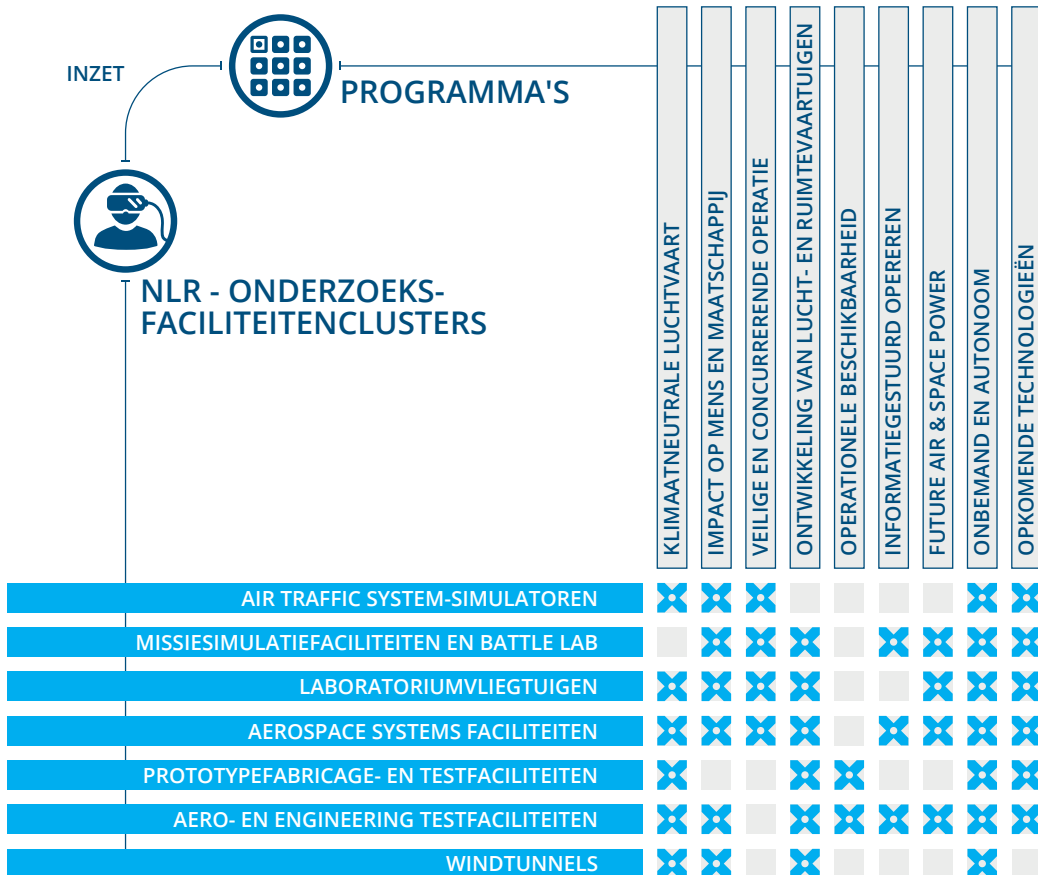 INZET
PROGRAMMA'S
NLR - ONDERZOEKS-
FACILITEITENCLUSTERS
KLIMAATNEUTRALE LUCHTVAART
IMPACT OP MENS EN MAATSCHAPPIJ
VEILIGE EN CONCURRERENDE OPERATIE
ONTWIKKELING VAN LUCHT- EN RUIMTEVAARTUIGEN
OPERATIONELE BESCHIKBAARHEID
INFORMATIEGESTUURD OPEREREN
FUTURE AIR & SPACE POWER
ONBEMAND EN AUTONOOM
OPKOMENDE TECHNOLOGIEËN
AIR TRAFFIC SYSTEM-SIMULATOREN
MISSIESIMULATIEFACILITEITEN EN BATTLE LAB
LABORATORIUMVLIEGTUIGEN
AEROSPACE SYSTEMS FACILITEITEN
PROTOTYPEFABRICAGE- EN TESTFACILITEITEN
AERO- EN ENGINEERING TESTFACILITEITEN
WINDTUNNELS